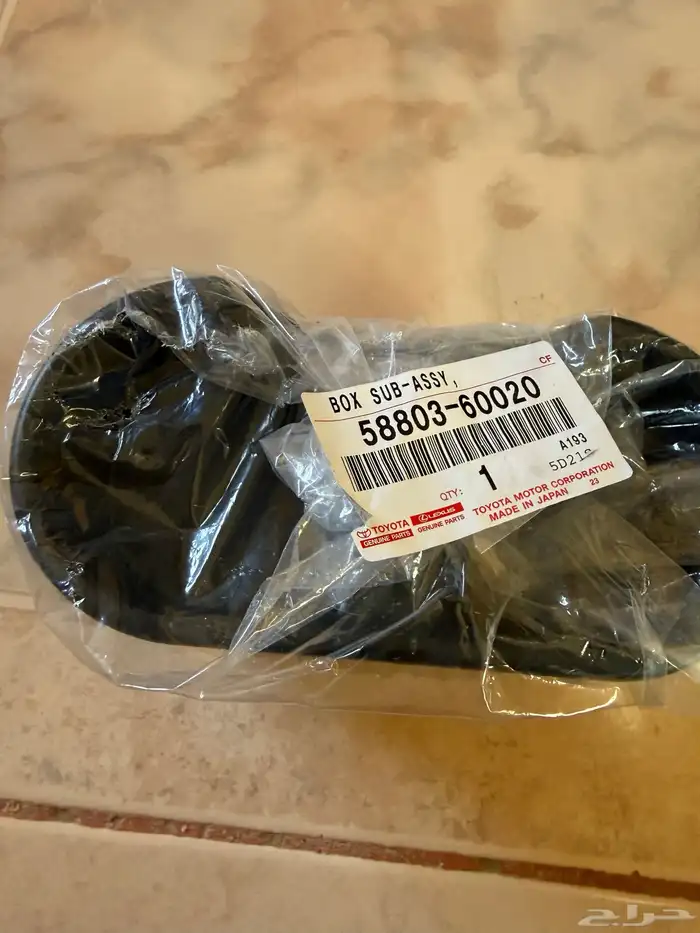 CF
BOX SUB-ASSY,
58803-60020
A193
QTY: 1
TOYOTA
GENUINE PARTS
LEXUS
GENUINE PARTS
TOYOTA MOTOR CORPORATION
MADE IN JAPAN 23
حراج